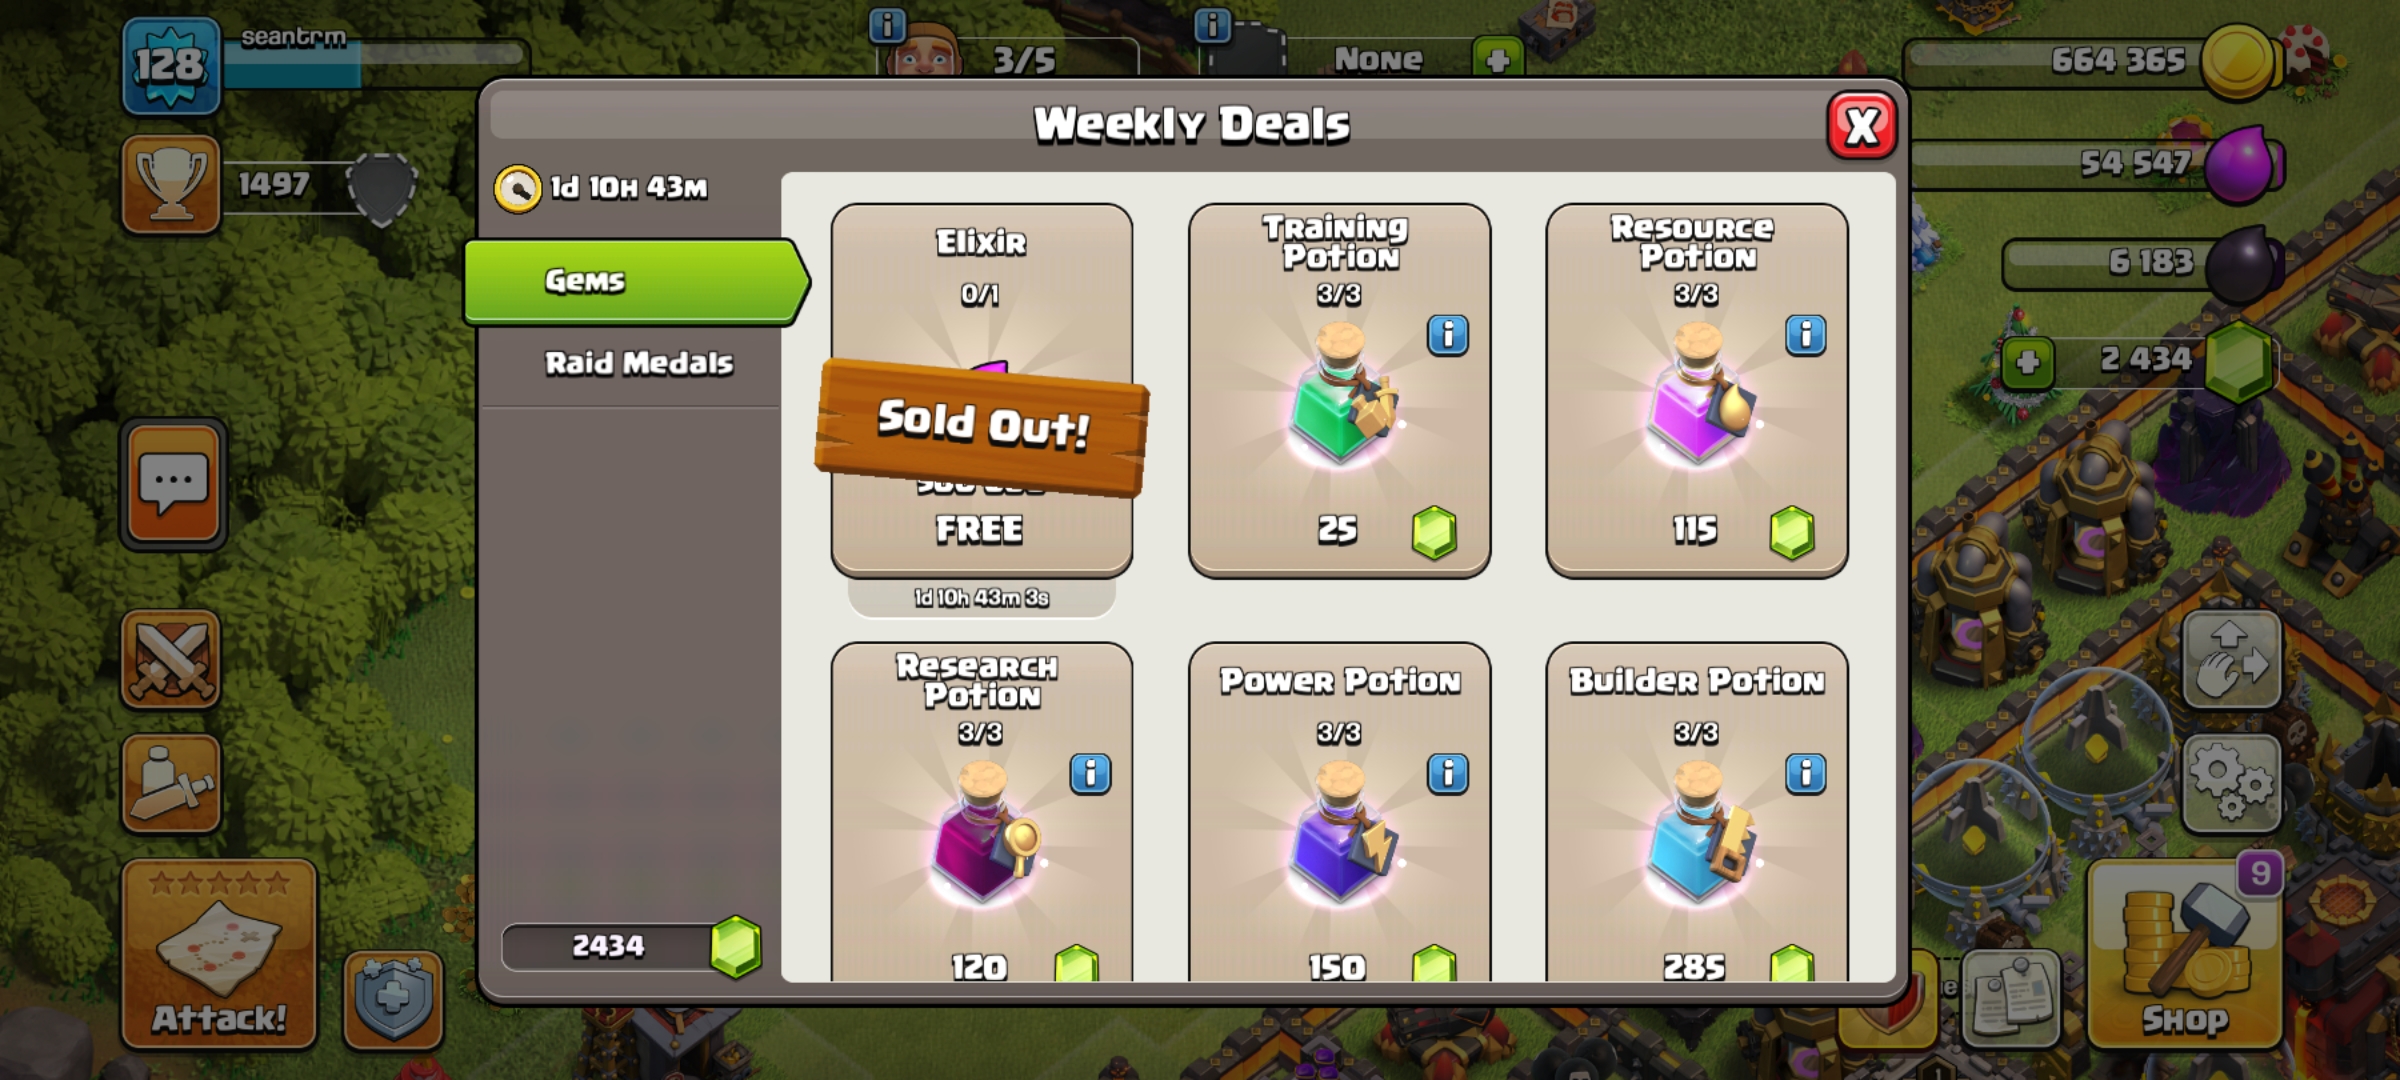 128
seantrm
3/5
None
664 365
Weekly Deals
X
1497
1d 10h 43m
54 547
6 183
2 434
Gems
Raid Medals
Elixir
0/1
Sold Out!
FREE
1d 10h 43m 3s
Training
Potion
3/3
25
Resource
Potion
3/3
115
Research
Potion
3/3
120
Power Potion
3/3
150
Builder Potion
3/3
285
2434
Attack!
9
Shop